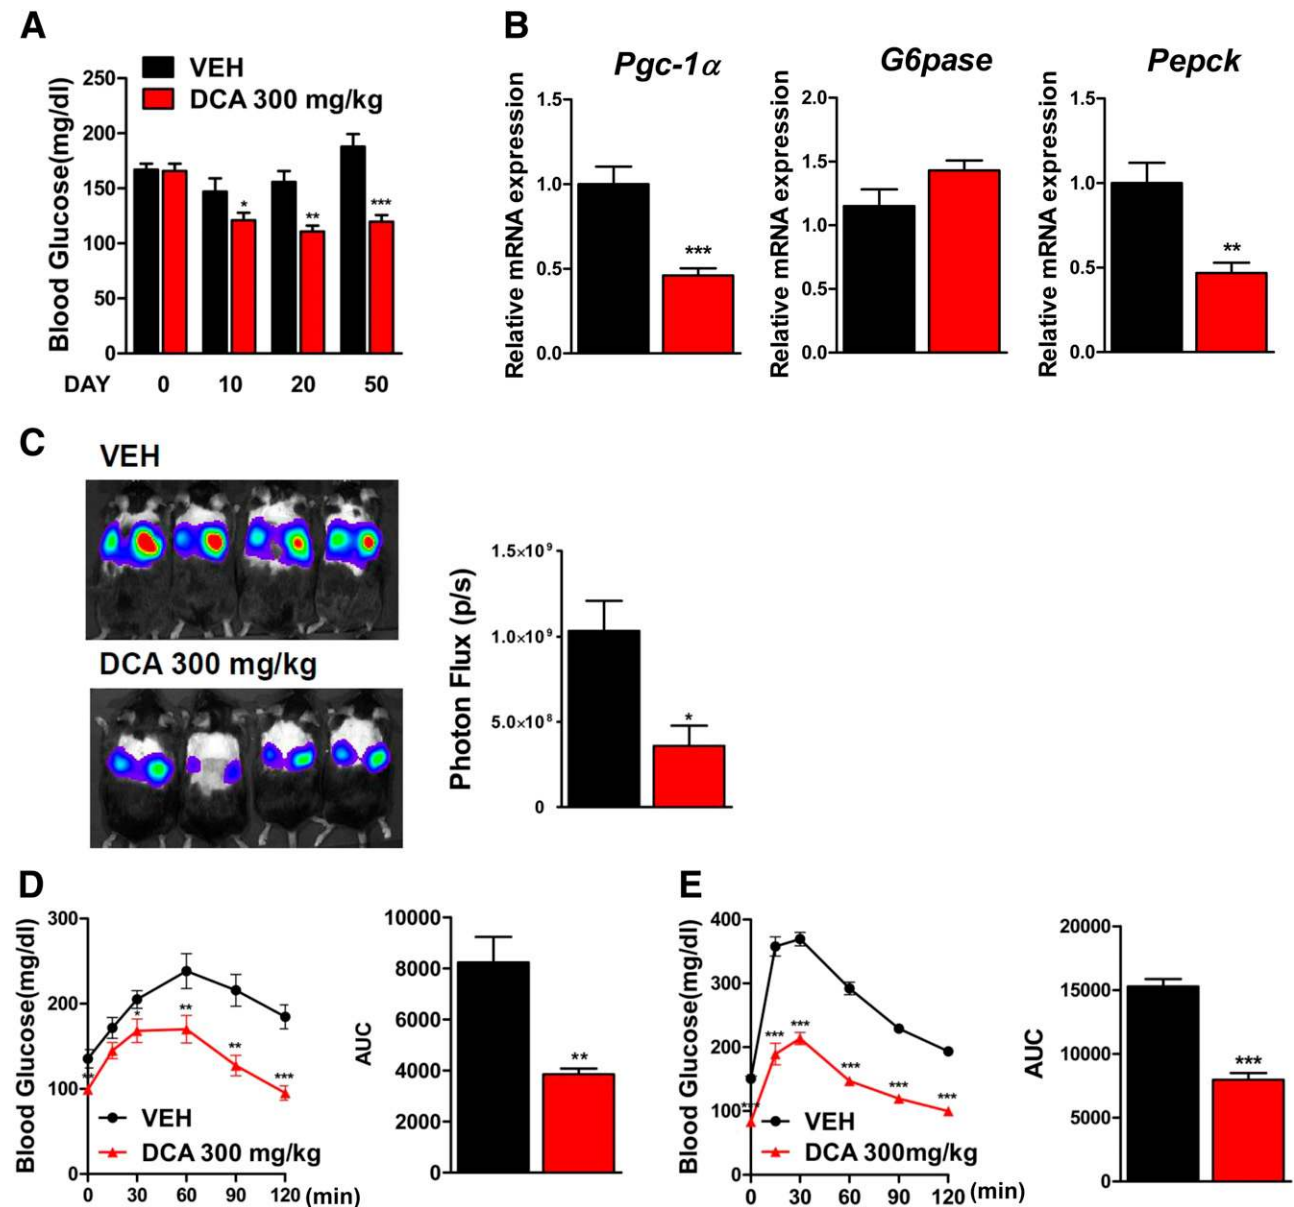 A
VEH
DCA 300 mg/kg
Blood Glucose(mg/dl)
250
200
150
100
50
0
*
**
***
DAY 0 10 20 50
B
Pgc-1α
Relative mRNA expression
1.5
1.0
0.5
0.0
***
G6pase
Relative mRNA expression
2.0
1.5
1.0
0.5
0.0
Pepck
Relative mRNA expression
1.5
1.0
0.5
0.0
**
C
VEH
DCA 300 mg/kg
Photon Flux (p/s)
1.5×10⁹
1.0×10⁹
5.0×10⁸
0
*
D
Blood Glucose(mg/dl)
300
200
100
0
**
*
**
**
***
VEH
DCA 300 mg/kg
0 30 60 90 120 (min)
AUC
10000
8000
6000
4000
2000
0
**
E
Blood Glucose(mg/dl)
400
300
200
100
0
***
***
***
***
***
***
VEH
DCA 300mg/kg
0 30 60 90 120 (min)
AUC
20000
15000
10000
5000
0
***